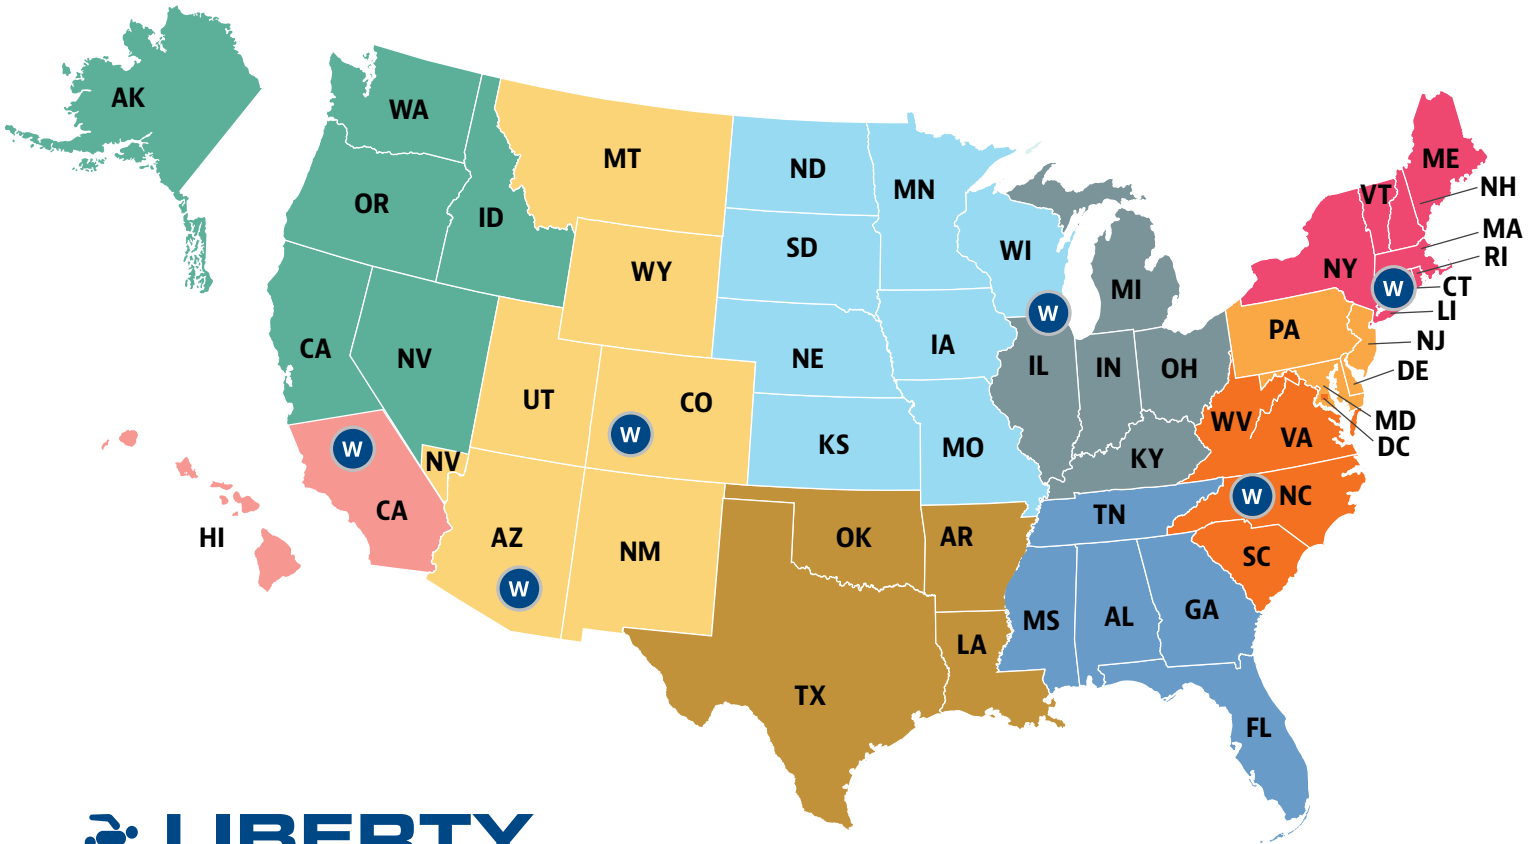 AK
WA
MT
ND
MN
ME
VT
NH
OR
ID
SD
WI
MA
RI
WY
NY
MI
W
CT
LI
W
CA
NV
NE
IA
IL
IN
OH
PA
NJ
DE
UT
CO
MD
DC
W
W
KS
MO
KY
WV
VA
NV
CA
HI
AZ
NM
OK
AR
TN
W
NC
SC
W
MS
AL
GA
LA
TX
FL
LIBERTY